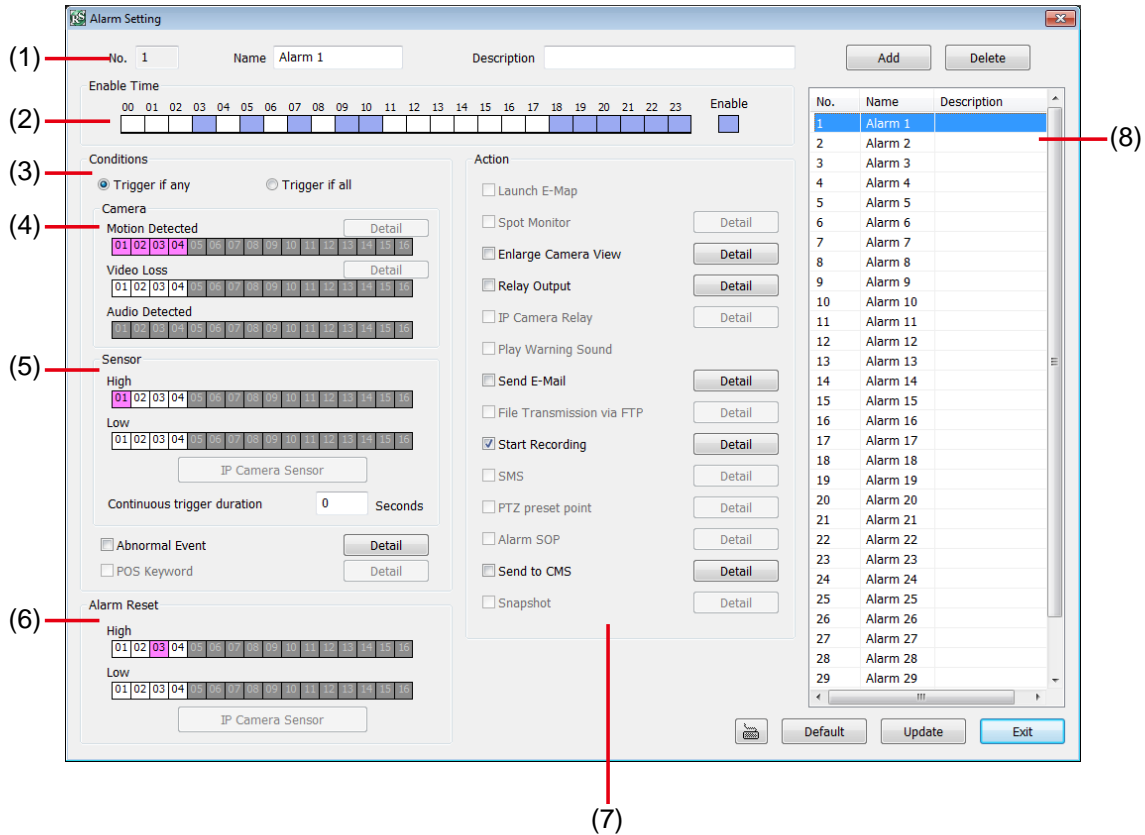 RS Alarm Setting
(1) No. 1 Name Alarm 1 Description Add Delete
Enable Time
00 01 02 03 04 05 06 07 08 09 10 11 12 13 14 15 16 17 18 19 20 21 22 23 Enable
(2)
Conditions
(3) Trigger if any Trigger if all
Camera
(4) Motion Detected Detail
01 02 03 04 05 06 07 08 09 10 11 12 13 14 15 16
Video Loss Detail
01 02 03 04 05 06 07 08 09 10 11 12 13 14 15 16
Audio Detected
01 02 03 04 05 06 07 08 09 10 11 12 13 14 15 16
(5) Sensor
High
01 02 03 04 05 06 07 08 09 10 11 12 13 14 15 16
Low
01 02 03 04 05 06 07 08 09 10 11 12 13 14 15 16
IP Camera Sensor
Continuous trigger duration 0 Seconds
Abnormal Event Detail
POS Keyword Detail
(6) Alarm Reset
High
01 02 03 04 05 06 07 08 09 10 11 12 13 14 15 16
Low
01 02 03 04 05 06 07 08 09 10 11 12 13 14 15 16
IP Camera Sensor
Action
Launch E-Map
Spot Monitor Detail
Enlarge Camera View Detail
Relay Output Detail
IP Camera Relay Detail
Play Warning Sound
Send E-Mail Detail
File Transmission via FTP Detail
Start Recording Detail
SMS Detail
PTZ preset point Detail
Alarm SOP Detail
Send to CMS Detail
Snapshot Detail
(7)
No. Name Description
1 Alarm 1
(8)
2 Alarm 2
3 Alarm 3
4 Alarm 4
5 Alarm 5
6 Alarm 6
7 Alarm 7
8 Alarm 8
9 Alarm 9
10 Alarm 10
11 Alarm 11
12 Alarm 12
13 Alarm 13
14 Alarm 14
15 Alarm 15
16 Alarm 16
17 Alarm 17
18 Alarm 18
19 Alarm 19
20 Alarm 20
21 Alarm 21
22 Alarm 22
23 Alarm 23
24 Alarm 24
25 Alarm 25
26 Alarm 26
27 Alarm 27
28 Alarm 28
29 Alarm 29
Default Update Exit